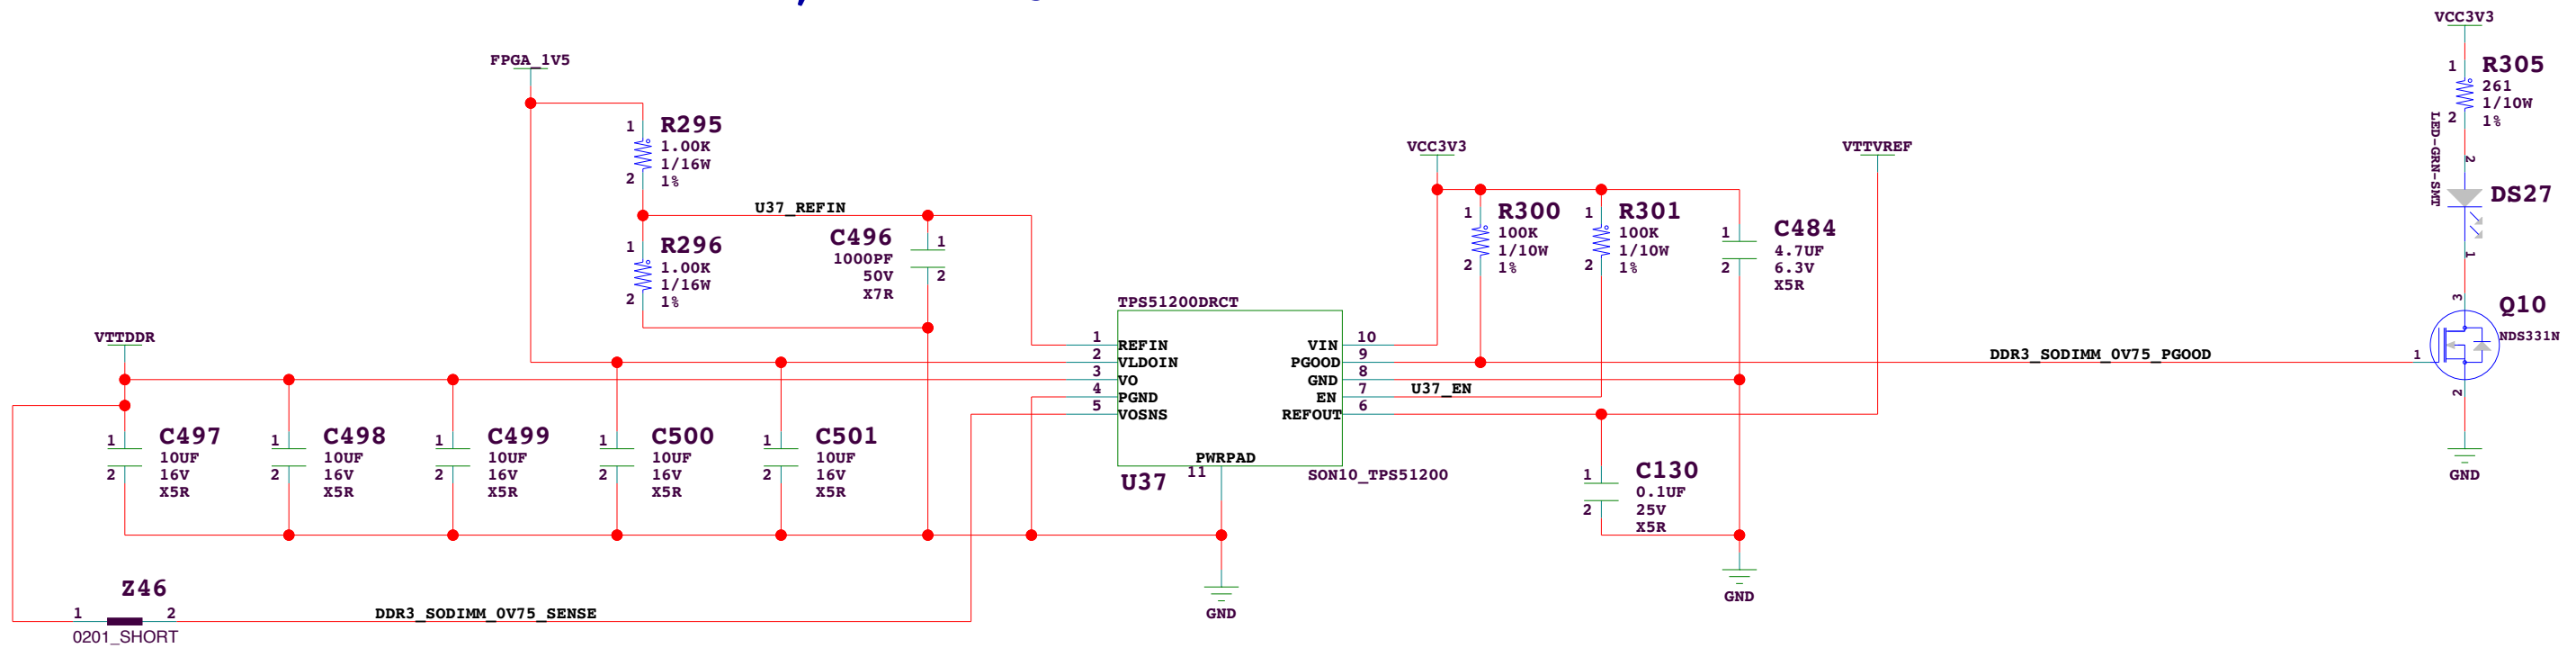 VCC3V3
1
R305
261
1/10W
1%
2
LED-GRN-SMT
2
DS27
1
3
Q10
NDS331N
1
2
GND
FPGA_1V5
1
R295
1.00K
1/16W
1%
2
U37_REFIN
1
R296
1.00K
1/16W
1%
2
C496
1000PF
50V
X7R
1
2
VCC3V3
1
R300
100K
1/10W
1%
2
1
R301
100K
1/10W
1%
2
1
C484
4.7UF
6.3V
X5R
2
VTTVREF
TPS51200DRCT
1 REFIN
2 VLDOIN
3 VO
4 PGND
5 VOSNS
VIN 10
PGOOD 9
GND 8
EN 7
REFOUT 6
PWRPAD
11
U37
SON10_TPS51200
U37_EN
DDR3_SODIMM_0V75_PGOOD
VTTDDR
1
C497
10UF
16V
X5R
2
1
C498
10UF
16V
X5R
2
1
C499
10UF
16V
X5R
2
1
C500
10UF
16V
X5R
2
1
C501
10UF
16V
X5R
2
1
C130
0.1UF
25V
X5R
2
GND
GND
Z46
1
2
0201_SHORT
DDR3_SODIMM_0V75_SENSE